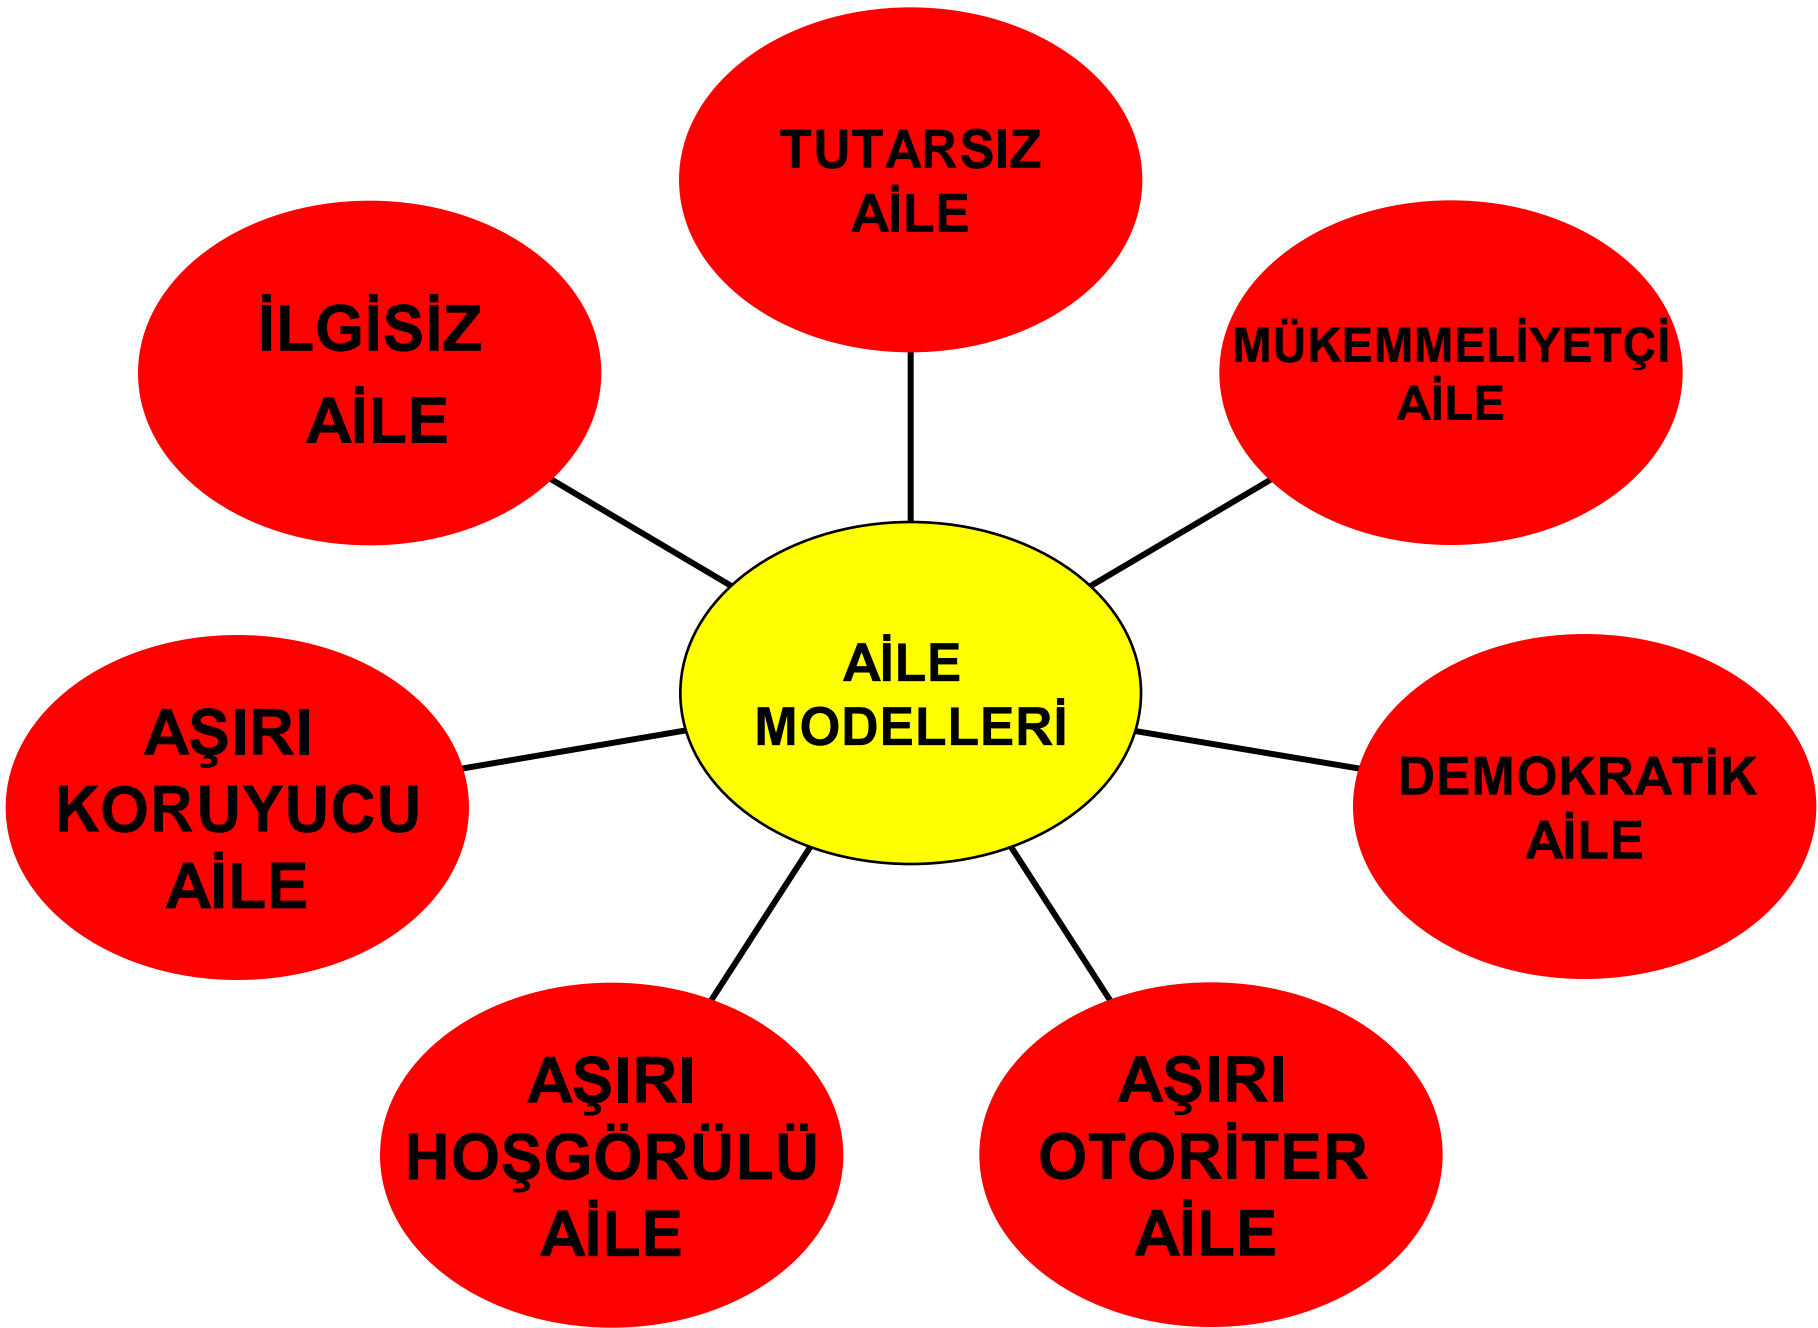 TUTARSIZ
AİLE
İLGİSİZ
AİLE
MÜKEMMELİYETÇİ
AİLE
AİLE
MODELLERİ
AŞIRI
KORUYUCU
AİLE
DEMOKRATİK
AİLE
AŞIRI
HOŞGÖRÜLÜ
AİLE
AŞIRI
OTORİTER
AİLE